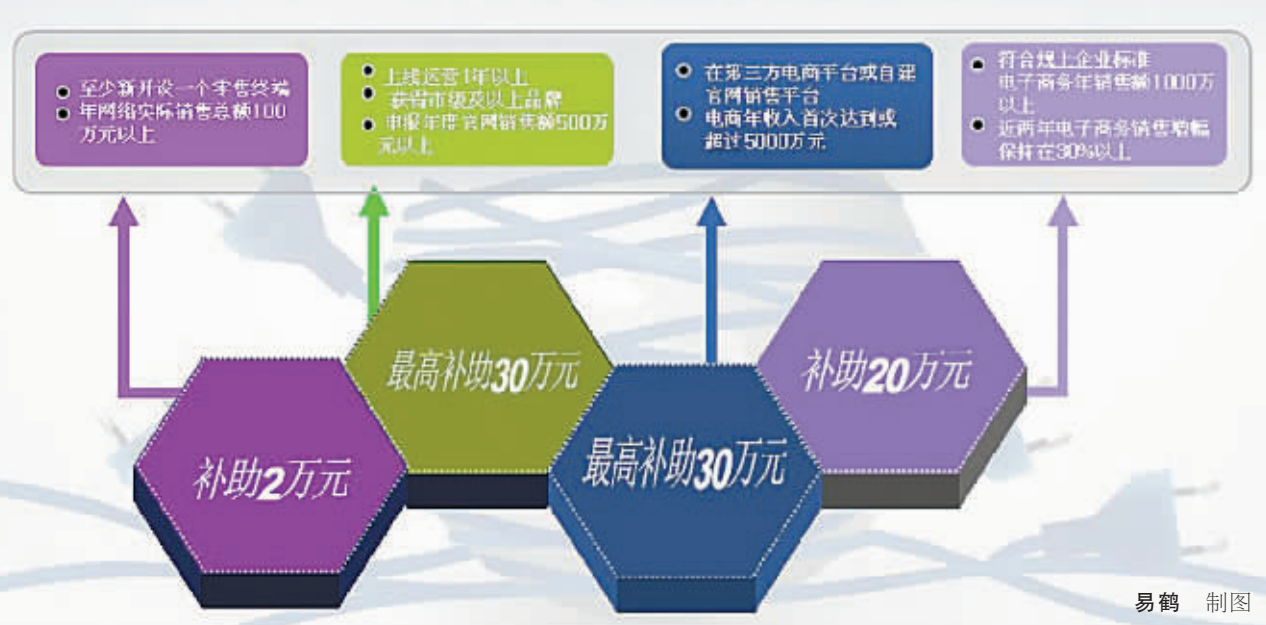 至少新开设一个零售终端
年网络实际销售总额100
万元以上
上线运营1年以上
获得市级及以上品牌
申报年度官网销售额500万
元以上
在第三方电商平台或自建
官网销售平台
电商年收入首次达到或
超过5000万元
符合规上企业标准
电子商务年销售额1000万
以上
近两年电子商务销售增幅
保持在30%以上
补助2万元
最高补助30万元
最高补助30万元
补助20万元
易鹤 制图